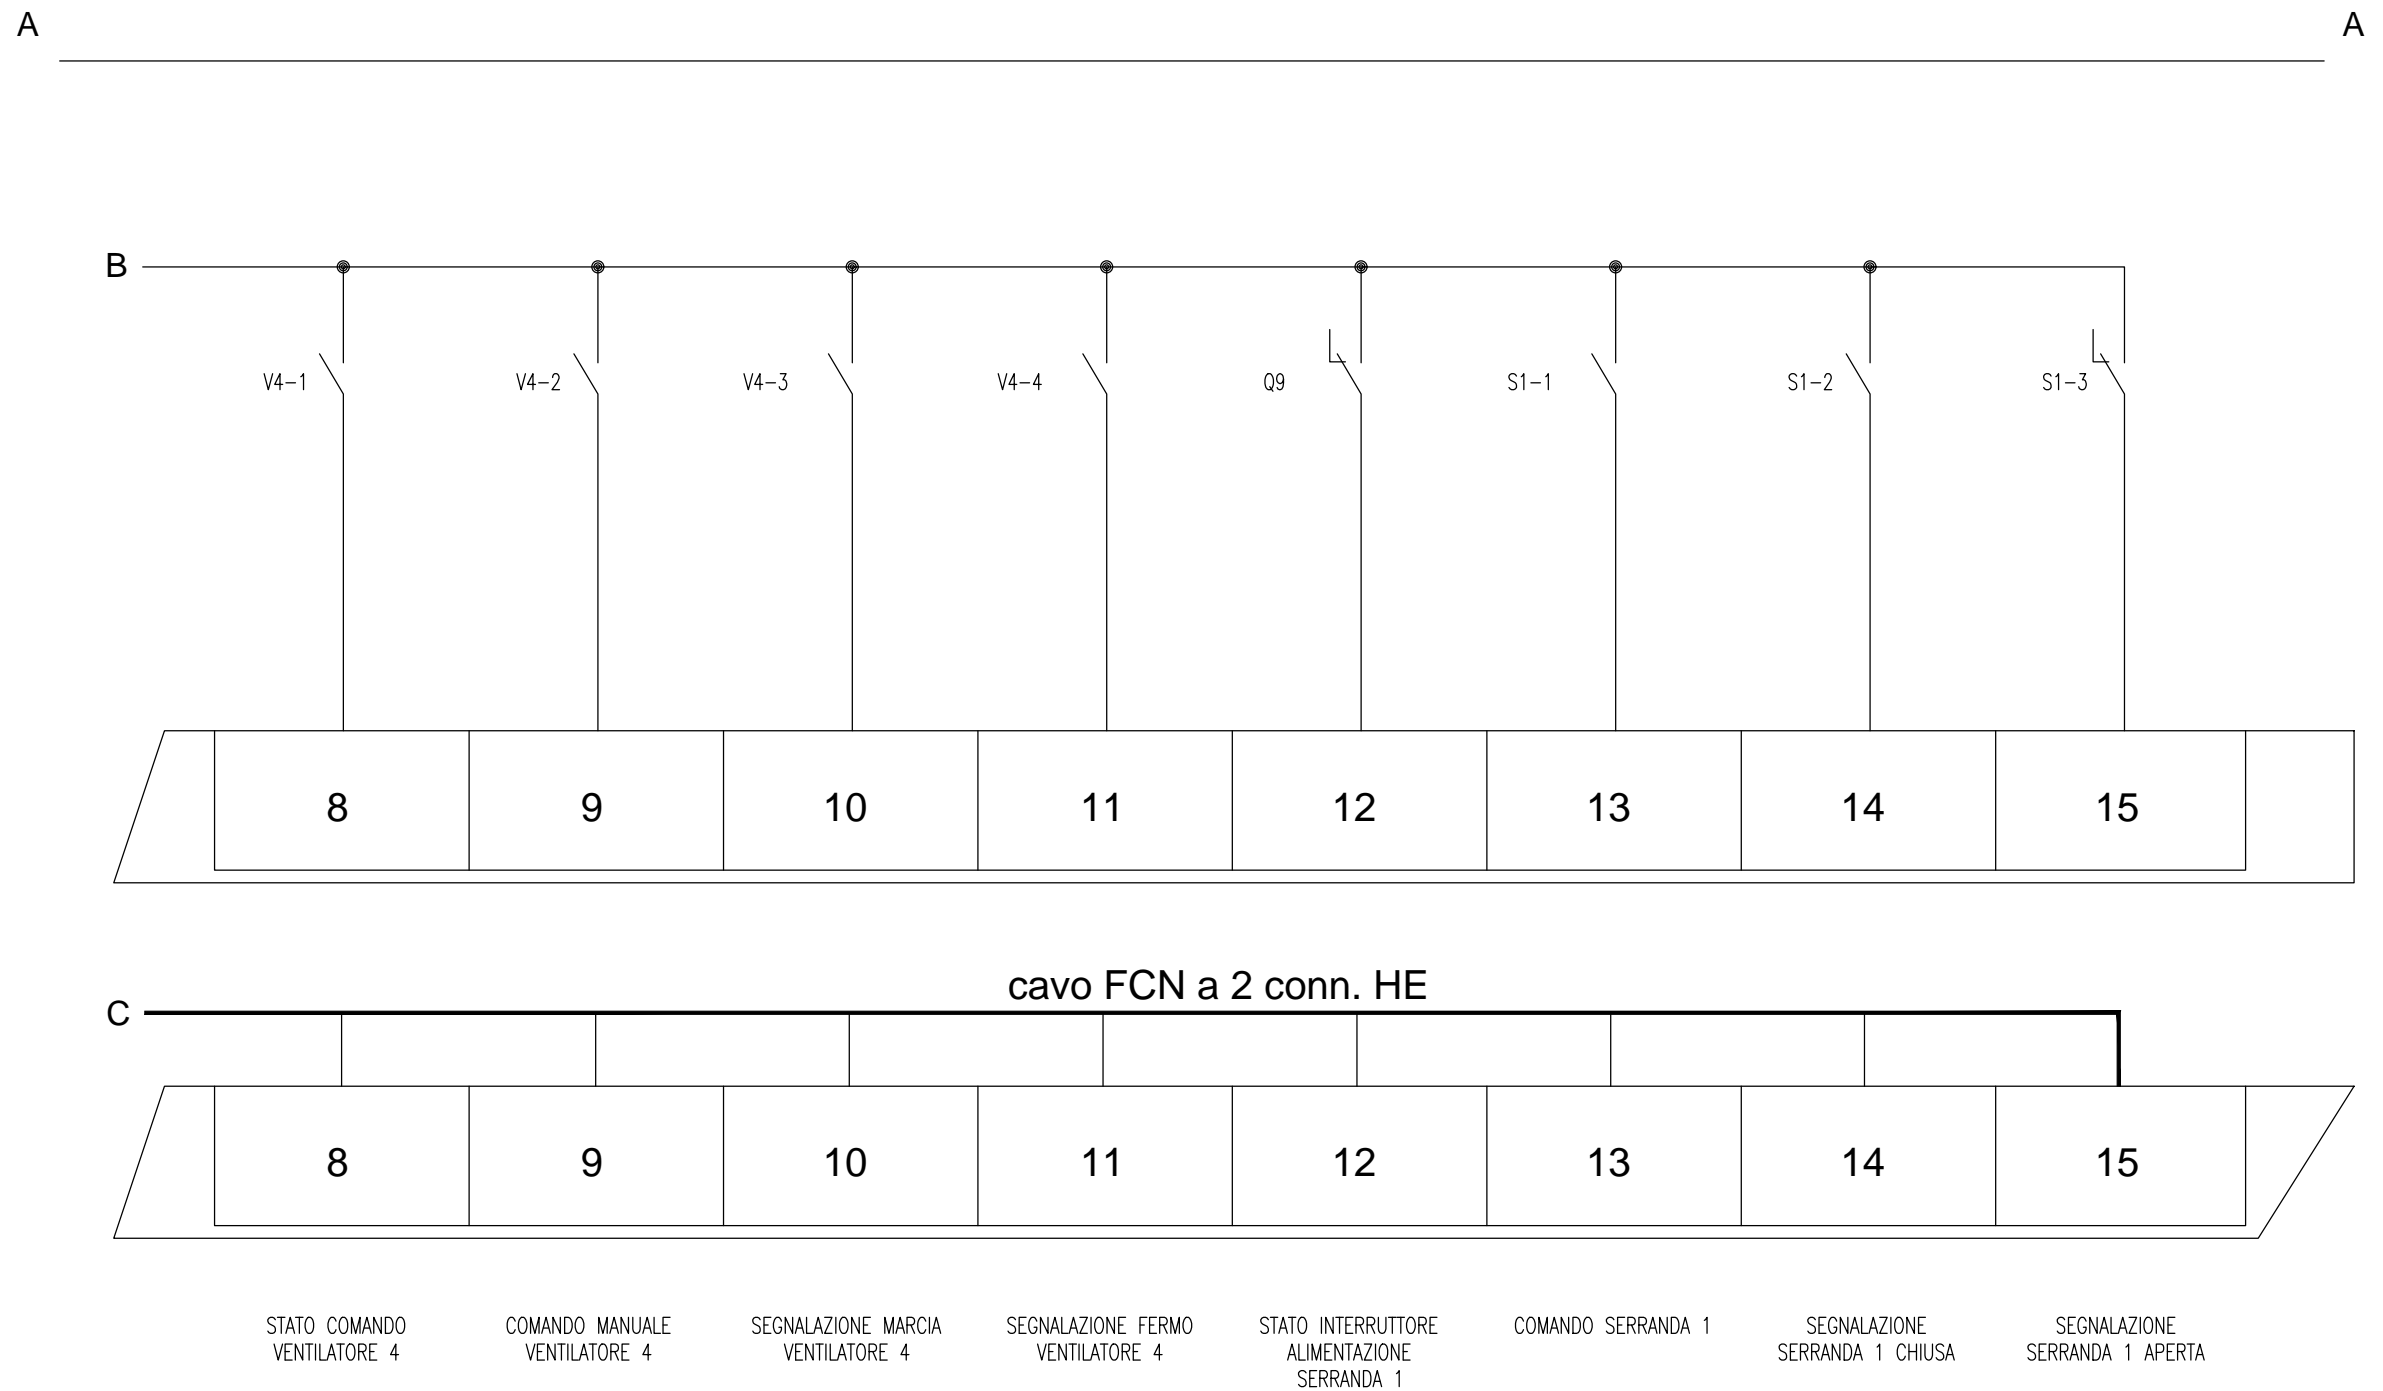 A A
B
V4-1 V4-2 V4-3 V4-4 Q9 S1-1 S1-2 S1-3
8 9 10 11 12 13 14 15
cavo FCN a 2 conn. HE
C
8 9 10 11 12 13 14 15
STATO COMANDO
VENTILATORE 4
COMANDO MANUALE
VENTILATORE 4
SEGNALAZIONE MARCIA
VENTILATORE 4
SEGNALAZIONE FERMO
VENTILATORE 4
STATO INTERRUTTORE
ALIMENTAZIONE
SERRANDA 1
COMANDO SERRANDA 1
SEGNALAZIONE
SERRANDA 1 CHIUSA
SEGNALAZIONE
SERRANDA 1 APERTA